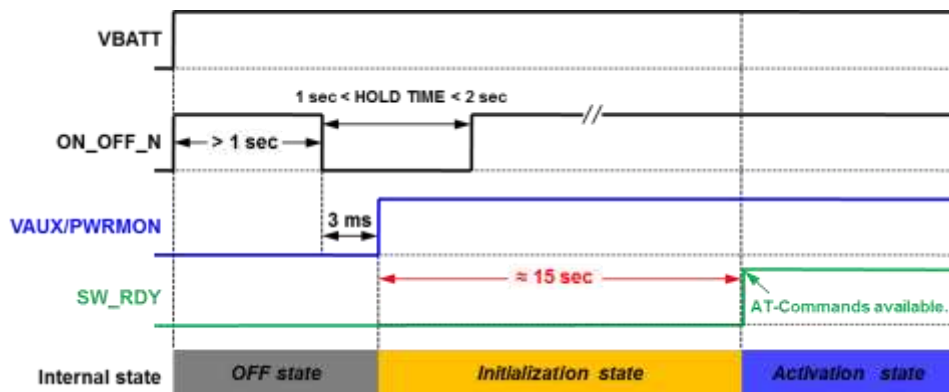 VBATT
1 sec < HOLD TIME < 2 sec
//
ON_OFF_N
> 1 sec
VAUX/PWRMON
3 ms
≈ 15 sec
SW_RDY
AT-Commands available.
Internal state
OFF state
Initialization state
Activation state